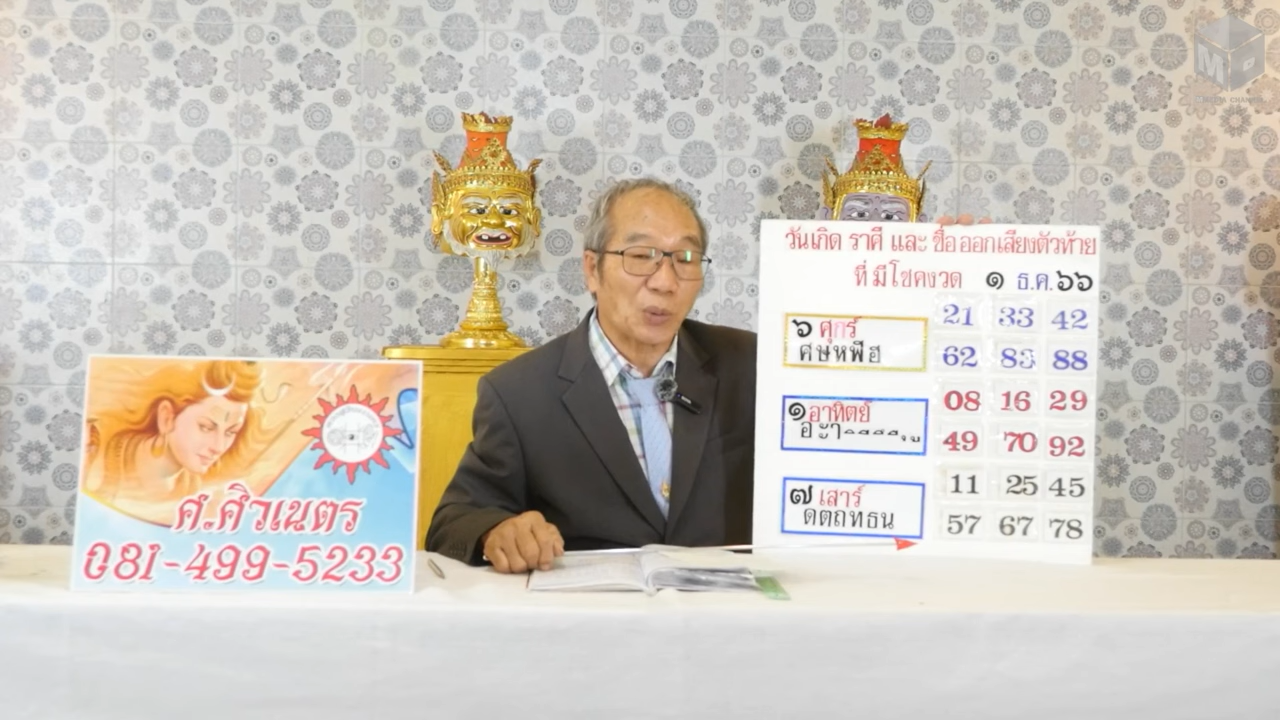 ศ.ศิวเนตร
081-499-5233
วันเกิด ราศี และ ชื่อ ออกเสียงตัวท้าย
ที่ มีโชคงวด ๑ ธ.ค.๖๖
๖ ศุกร์
ศษหฬฮ
21 33 42
62 83 88
๑ อาทิตย์
08 16 29
49 70 92
๗ เสาร์
ดตถทธน
11 25 45
57 67 78